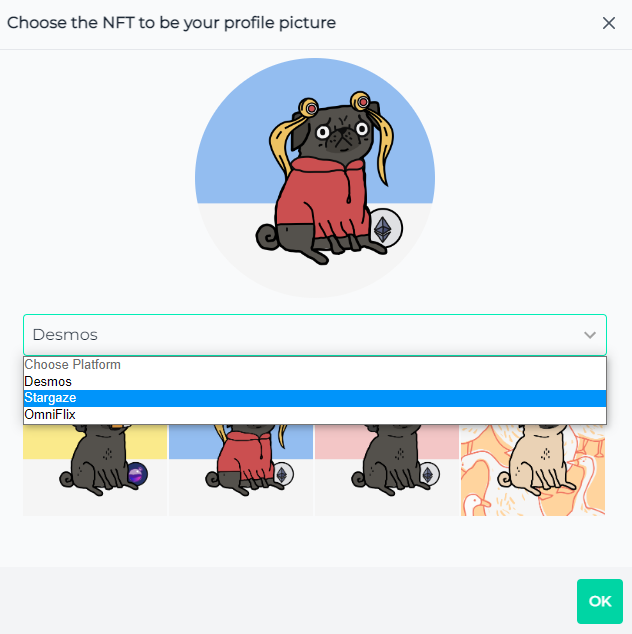 Choose the NFT to be your profile picture
Desmos
Choose Platform
Desmos
Stargaze
OmniFlix
OK